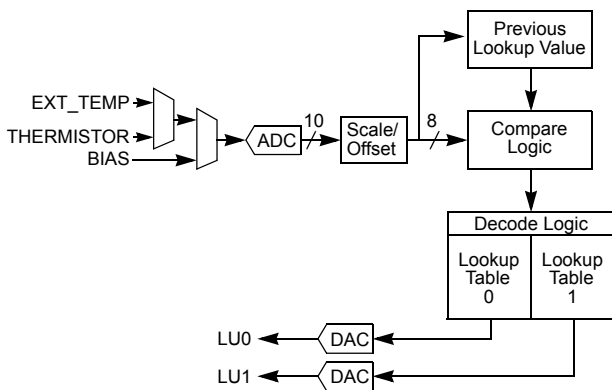 Previous
Lookup Value
EXT_TEMP
THERMISTOR
BIAS
ADC
10
Scale/
Offset
8
Compare
Logic
Decode Logic
Lookup
Table
0
Lookup
Table
1
LU0
DAC
LU1
DAC